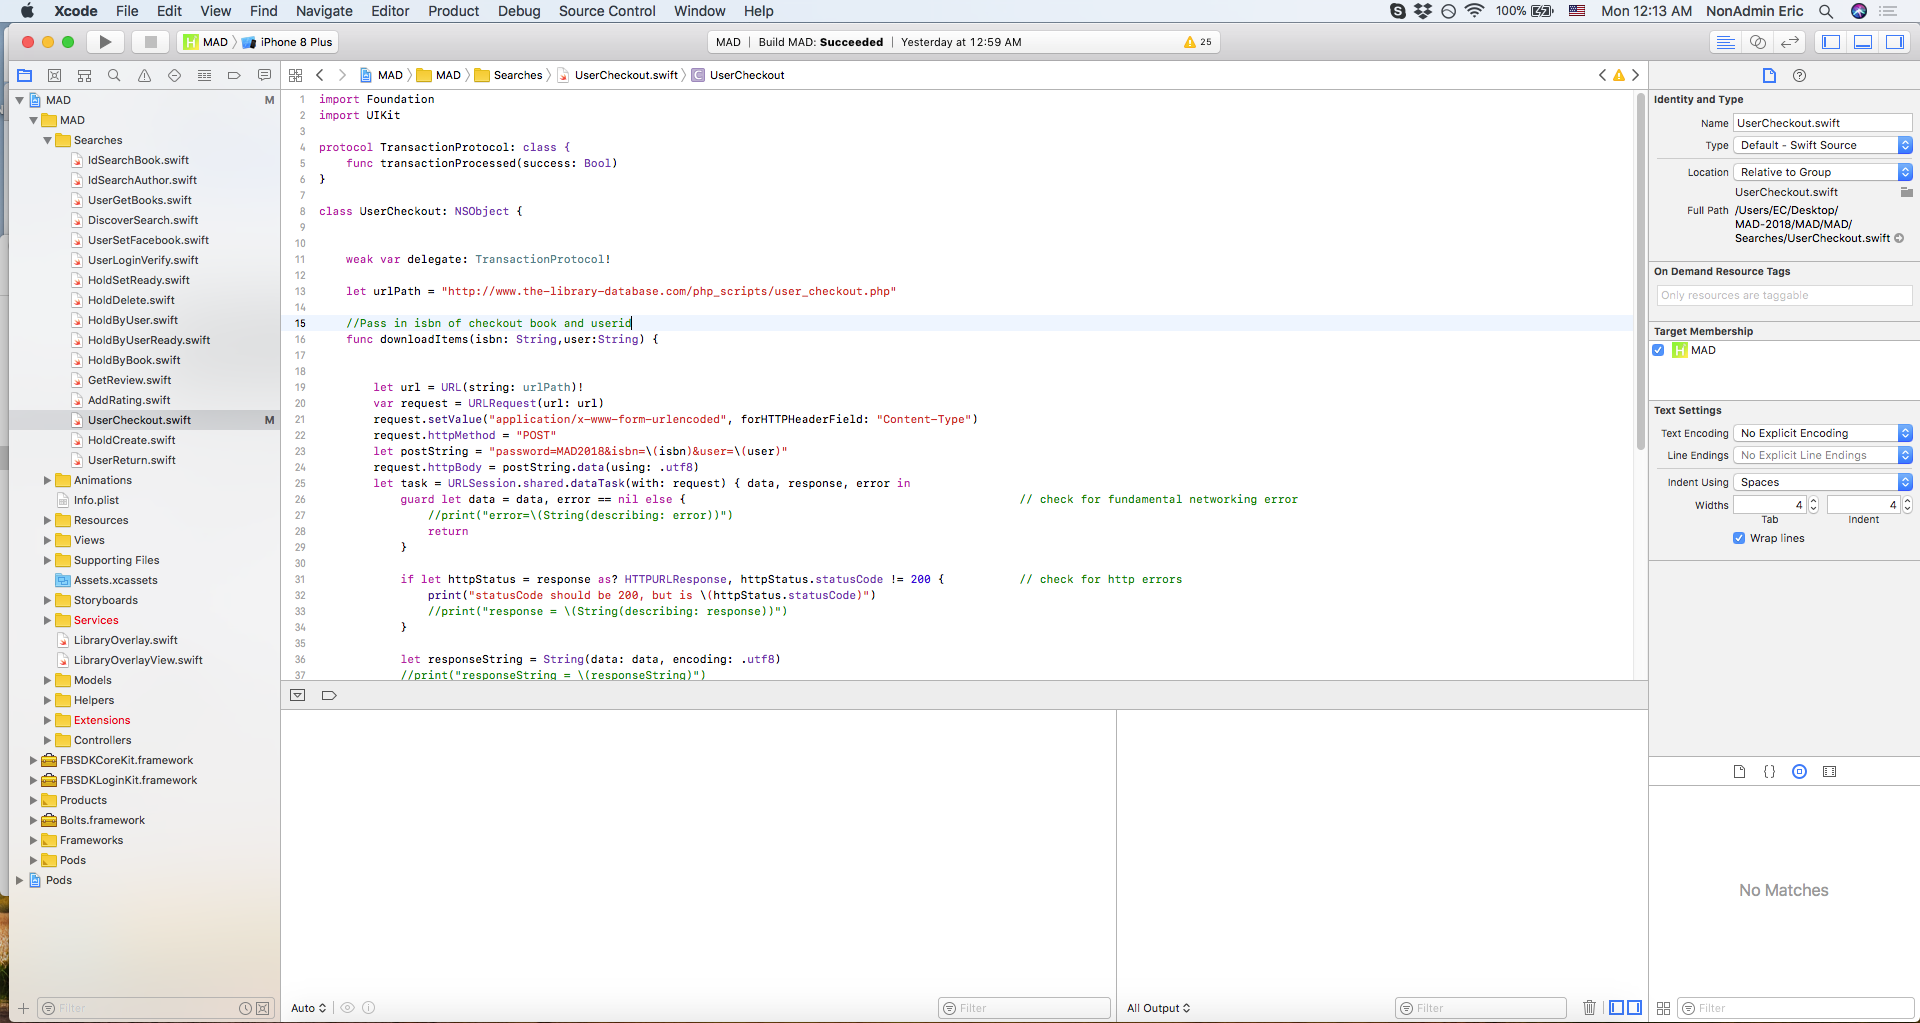 Xcode File Edit View Find Navigate Editor Product Debug Source Control Window Help 100% Mon 12:13 AM NonAdmin Eric
MAD iPhone 8 Plus MAD | Build MAD: Succeeded | Yesterday at 12:59 AM 25
MAD MAD Searches UserCheckout.swift UserCheckout
MAD M
MAD
Searches
IdSearchBook.swift
IdSearchAuthor.swift
UserGetBooks.swift
DiscoverSearch.swift
UserSetFacebook.swift
UserLoginVerify.swift
HoldSetReady.swift
HoldDelete.swift
HoldByUser.swift
HoldByUserReady.swift
HoldByBook.swift
GetReview.swift
AddRating.swift
UserCheckout.swift M
HoldCreate.swift
UserReturn.swift
Animations
Info.plist
Resources
Views
Supporting Files
Assets.xcassets
Storyboards
Services
LibraryOverlay.swift
LibraryOverlayView.swift
Models
Helpers
Extensions
Controllers
FBSDKCoreKit.framework
FBSDKLoginKit.framework
Products
Bolts.framework
Frameworks
Pods
Pods
Filter
1 import Foundation
2 import UIKit
3
4 protocol TransactionProtocol: class {
5 func transactionProcessed(success: Bool)
6 }
7
8 class UserCheckout: NSObject {
9
10
11 weak var delegate: TransactionProtocol!
12
13 let urlPath = "http://www.the-library-database.com/php_scripts/user_checkout.php"
14
15 //Pass in isbn of checkout book and userid
16 func downloadItems(isbn: String,user:String) {
17
18
19 let url = URL(string: urlPath)!
20 var request = URLRequest(url: url)
21 request.setValue("application/x-www-form-urlencoded", forHTTPHeaderField: "Content-Type")
22 request.httpMethod = "POST"
23 let postString = "password=MAD2018&isbn=\(isbn)&user=\(user)"
24 request.httpBody = postString.data(using: .utf8)
25 let task = URLSession.shared.dataTask(with: request) { data, response, error in
26 guard let data = data, error == nil else { // check for fundamental networking error
27 //print("error=\(String(describing: error))")
28 return
29 }
30
31 if let httpStatus = response as? HTTPURLResponse, httpStatus.statusCode != 200 { // check for http errors
32 print("statusCode should be 200, but is \(httpStatus.statusCode)")
33 //print("response = \(String(describing: response))")
34 }
35
36 let responseString = String(data: data, encoding: .utf8)
37 //print("responseString = \(responseString)")
Auto Filter
All Output Filter
Identity and Type
Name UserCheckout.swift
Type Default - Swift Source
Location Relative to Group
UserCheckout.swift
Full Path /Users/EC/Desktop/
MAD-2018/MAD/MAD/
Searches/UserCheckout.swift
On Demand Resource Tags
Only resources are taggable
Target Membership
MAD
Text Settings
Text Encoding No Explicit Encoding
Line Endings No Explicit Line Endings
Indent Using Spaces
Widths 4 4
Tab Indent
Wrap lines
No Matches
Filter